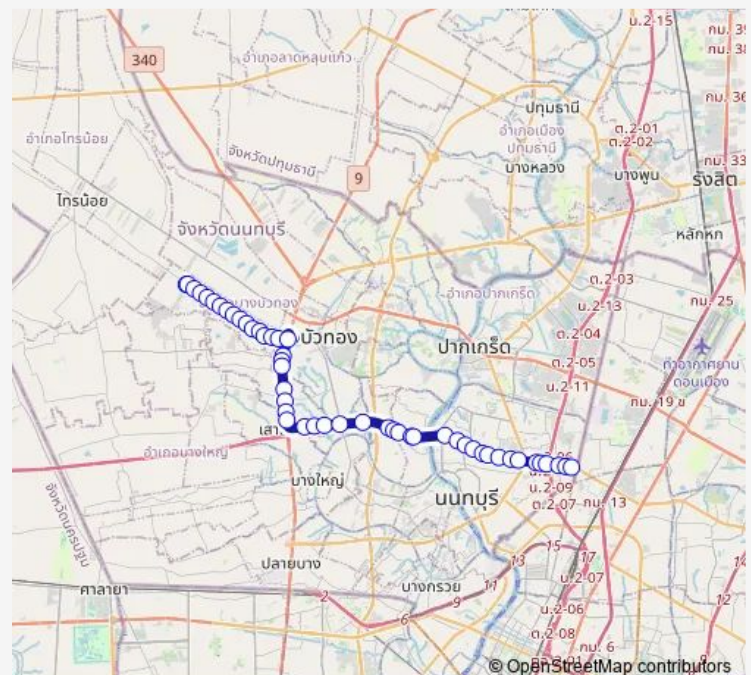 น.2-15
กม. 39
กม. 38
340
อำเภอลาดหลุมแก้ว
กม. 36
ปทุมธานี
อำเภอเมือง
ปทุมธานี
ต.2-01
ต.2-02
อำเภอไทรน้อย
จังหวัดปทุมธานี
บางหลวง
บางพูน
กม. 33
รังสิต
9
ไทรน้อย
จังหวัดนนทบุรี
หลักหก
ต.2-03
น.2-13
กม. 25
อำเภอปากเกร็ด
บางบัวทอง
ต.2-04
บัวทอง
ปากเกร็ด
ต.2-05
ท่าอากาศยาน
ดอนเมือง
น.2-11
กม. 19 ข
เสา
อำเภอบางใหญ่
บางใหญ่
น.2-09
ต.2-07
กม. 13
นนทบุรี
จังหวัดนครปฐม
ปลายบาง
13
15
17
น.2-07
ศาลายา
บางกรวย
11
2
9
6
น.2-06
ต.2-08
กม. 6
14
12
© OpenStreetMap contributors